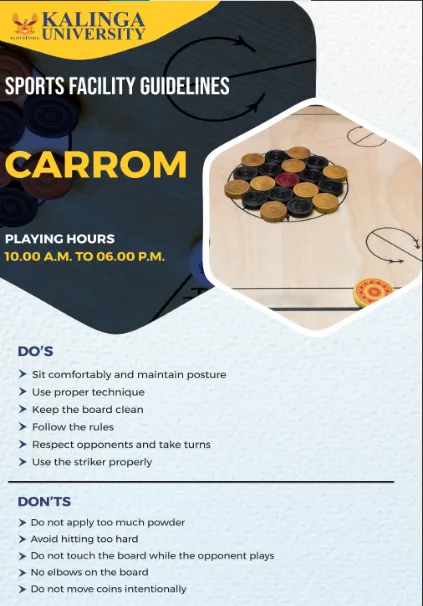 KALINGA
UNIVERSITY
SPORTS FACILITY GUIDELINES
CARROM
PLAYING HOURS
10.00 A.M. TO 06.00 P.M.
DO'S
Sit comfortably and maintain posture
Use proper technique
Keep the board clean
Follow the rules
Respect opponents and take turns
Use the striker properly
DON'TS
Do not apply too much powder
Avoid hitting too hard
Do not touch the board while the opponent plays
No elbows on the board
Do not move coins intentionally